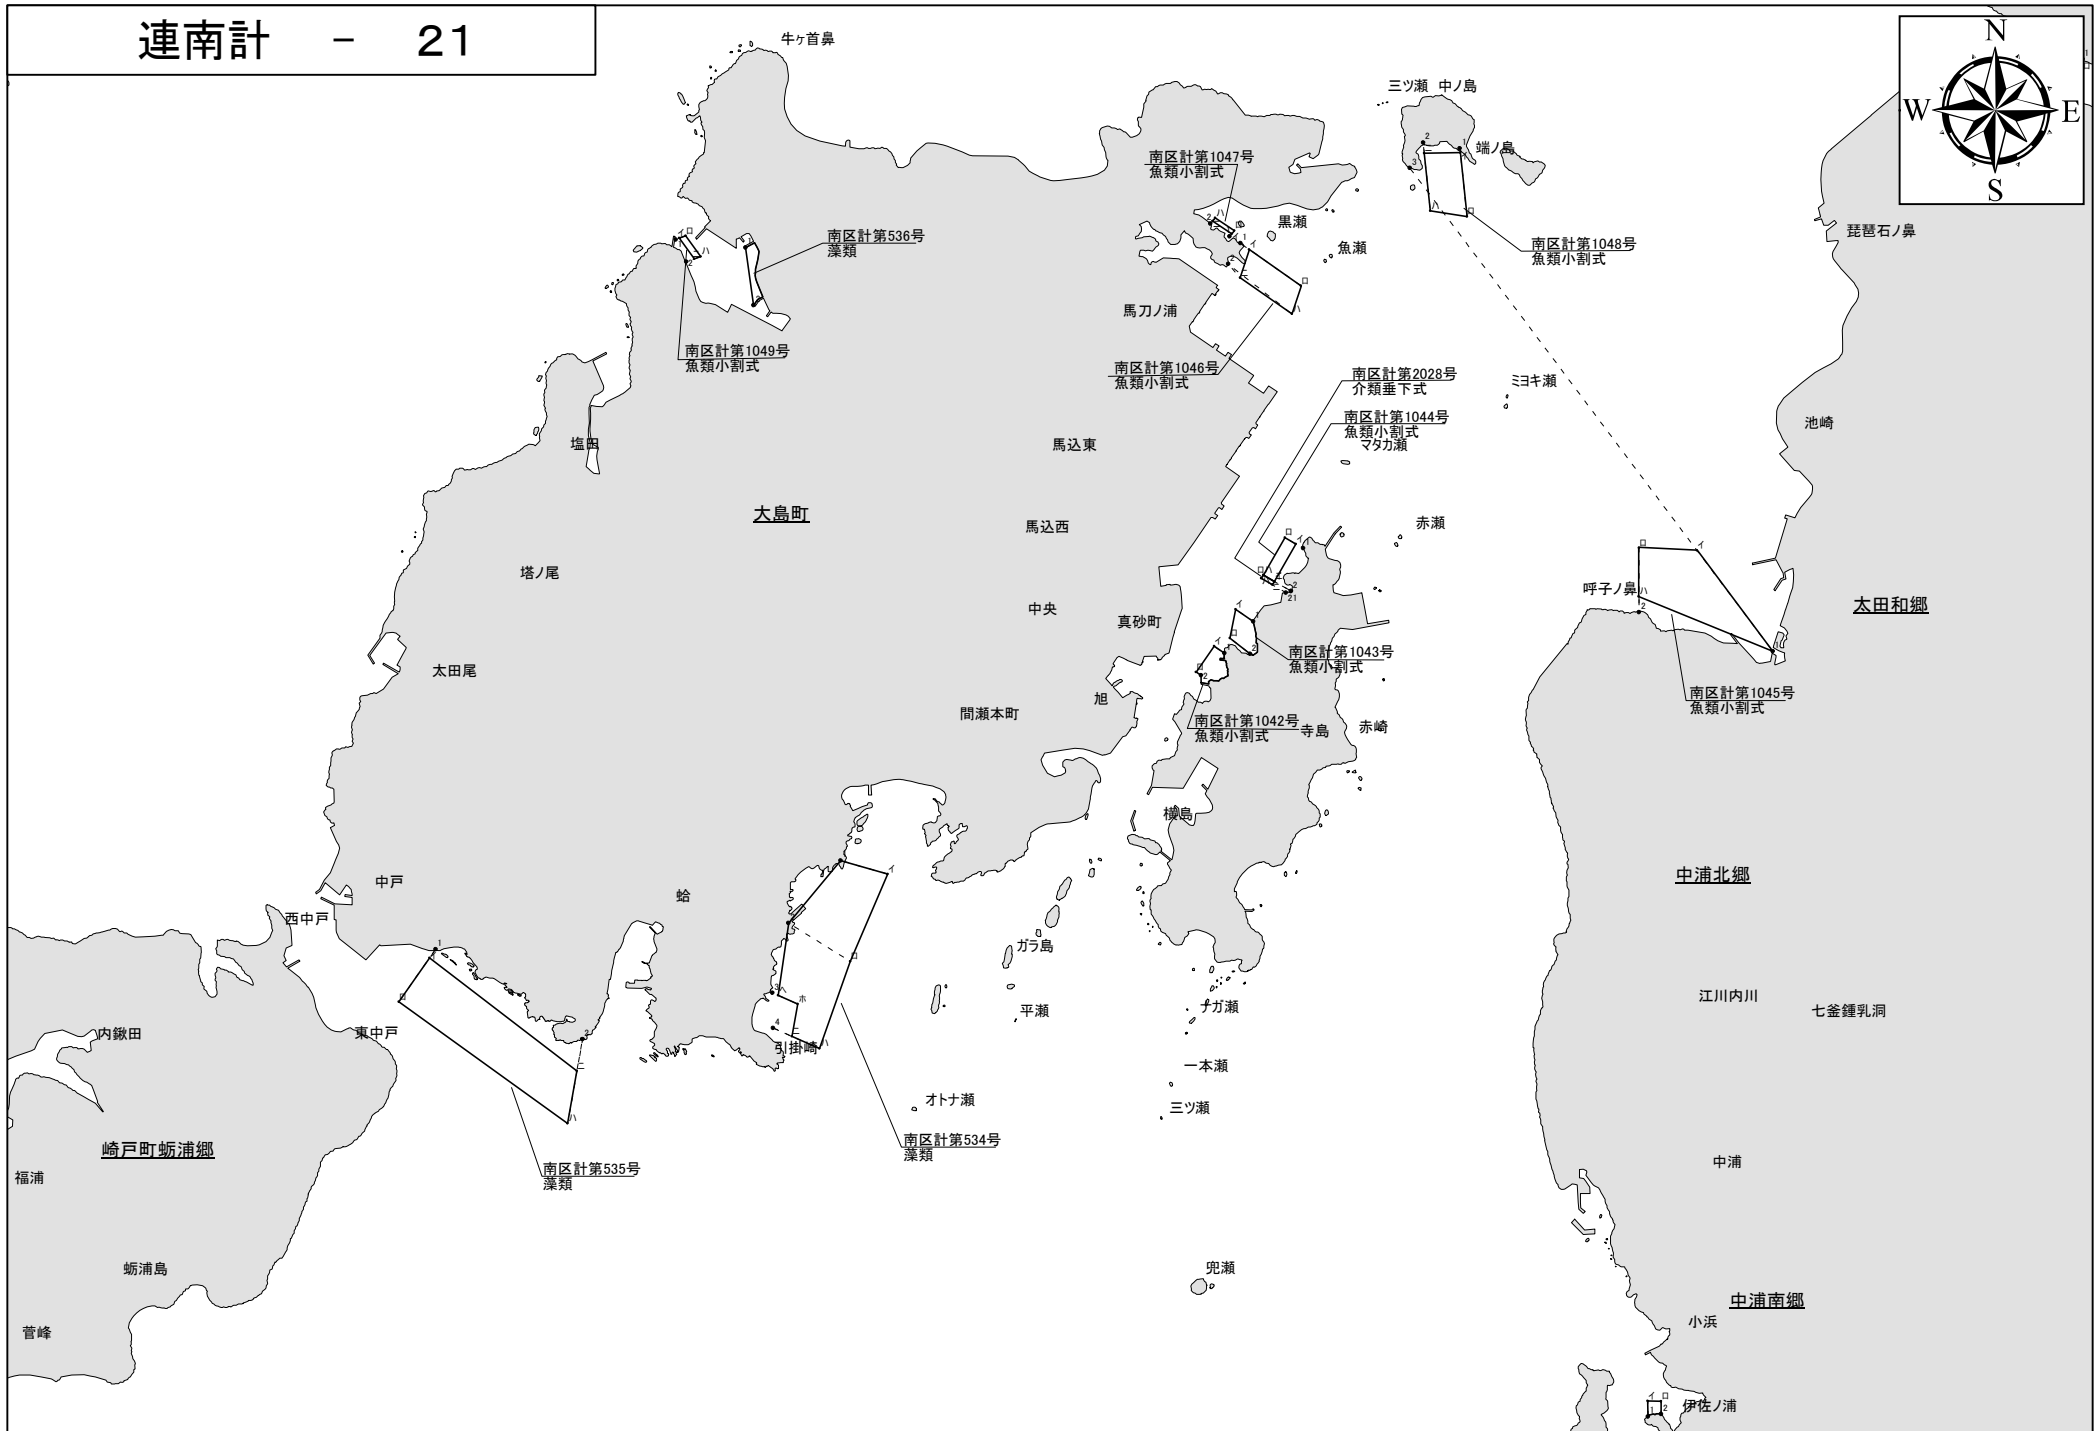 連南計 － 21
N
W
E
S
牛ヶ首鼻
三ツ瀬 中ノ島
端ノ島
南区計第1047号
魚類小割式
黒瀬
魚瀬
南区計第1048号
魚類小割式
琵琶石ノ鼻
南区計第536号
藻類
馬刀ノ浦
南区計第1049号
魚類小割式
南区計第1046号
魚類小割式
南区計第2028号
介類垂下式
ミヨキ瀬
南区計第1044号
魚類小割式
マタカ瀬
池崎
塩田
馬込東
大島町
馬込西
赤瀬
塔ノ尾
呼子ノ鼻
太田和郷
中央
真砂町
南区計第1043号
魚類小割式
太田尾
旭
間瀬本町
南区計第1045号
魚類小割式
南区計第1042号
魚類小割式
寺島
赤崎
横島
中戸
蛤
中浦北郷
西中戸
ガラ島
江川内川
七釜鍾乳洞
内鍬田
東中戸
平瀬
ナガ瀬
引掛崎
一本瀬
オトナ瀬
三ツ瀬
南区計第534号
藻類
崎戸町蛎浦郷
南区計第535号
藻類
中浦
福浦
蛎浦島
兜瀬
中浦南郷
菅峰
小浜
イ ロ
1 2
伊佐ノ浦